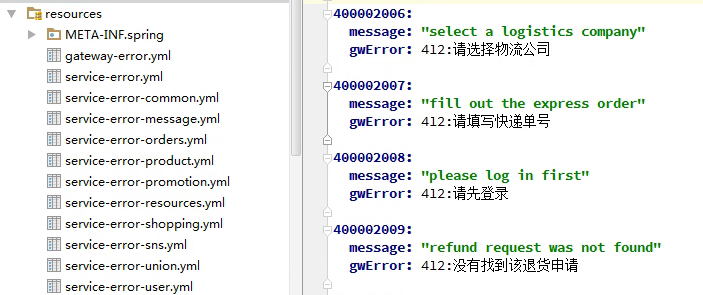 resources
META-INF.spring
gateway-error.yml
service-error.yml
service-error-common.yml
service-error-message.yml
service-error-orders.yml
service-error-product.yml
service-error-promotion.yml
service-error-resources.yml
service-error-shopping.yml
service-error-sns.yml
service-error-union.yml
service-error-user.yml
400002006:
message: "select a logistics company"
gwError: 412:请选择物流公司
400002007:
message: "fill out the express order"
gwError: 412:请填写快递单号
400002008:
message: "please log in first"
gwError: 412:请先登录
400002009:
message: "refund request was not found"
gwError: 412:没有找到该退货申请